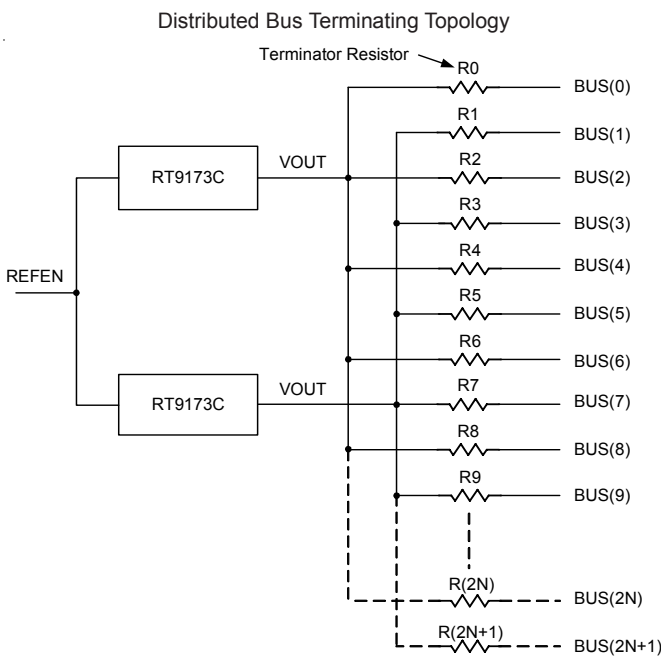 Distributed Bus Terminating Topology
Terminator Resistor
R0
BUS(0)
R1
BUS(1)
RT9173C
VOUT
R2
BUS(2)
R3
BUS(3)
R4
BUS(4)
REFEN
R5
BUS(5)
R6
BUS(6)
RT9173C
VOUT
R7
BUS(7)
R8
BUS(8)
R9
BUS(9)
R(2N)
BUS(2N)
R(2N+1)
BUS(2N+1)